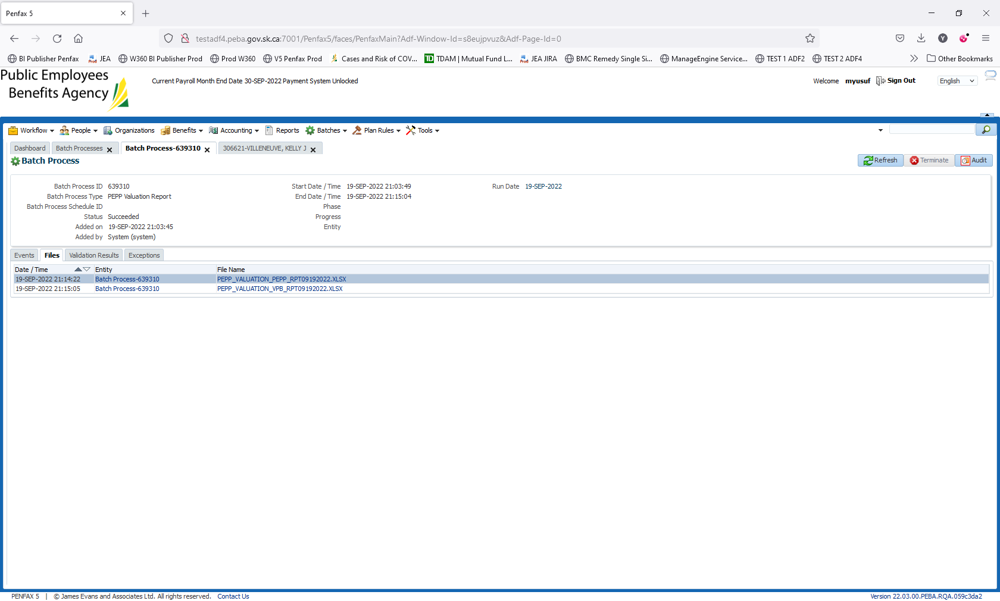 Penfax 5
testadf4.peba.gov.sk.ca:7001/Penfax5/faces/PenfaxMain?Adf-Window-Id=s8eujpvuz&Adf-Page-Id=0
BI Publisher Penfax JEA W360 BI Publisher Prod Prod W360 V5 Penfax Prod Cases and Risk of COV... TDAM | Mutual Fund L... JEA JIRA BMC Remedy Single Si... ManageEngine Service... TEST 1 ADF2 TEST 2 ADF4 Other Bookmarks
Public Employees
Benefits Agency
Current Payroll Month End Date 30-SEP-2022 Payment System Unlocked
Welcome myusuf Sign Out English
Workflow People Organizations Benefits Accounting Reports Batches Plan Rules Tools
Dashboard Batch Processes Batch Process-639310 306621-VILLENEUVE, KELLY J
Batch Process
Refresh Terminate Audit
Batch Process ID 639310 Start Date / Time 19-SEP-2022 21:03:49 Run Date 19-SEP-2022
Batch Process Type PEPP Valuation Report End Date / Time 19-SEP-2022 21:15:04
Batch Process Schedule ID Phase
Status Succeeded Progress
Added on 19-SEP-2022 21:03:45 Entity
Added by System (system)
Events Files Validation Results Exceptions
Date / Time Entity File Name
19-SEP-2022 21:14:22 Batch Process-639310 PEPP_VALUATION_PEPP_RPT09192022.XLSX
19-SEP-2022 21:15:05 Batch Process-639310 PEPP_VALUATION_VPB_RPT09192022.XLSX
PENFAX 5 | © James Evans and Associates Ltd. All rights reserved. Contact Us
Version 22.03.00.PEBA.RQA.059c3da2